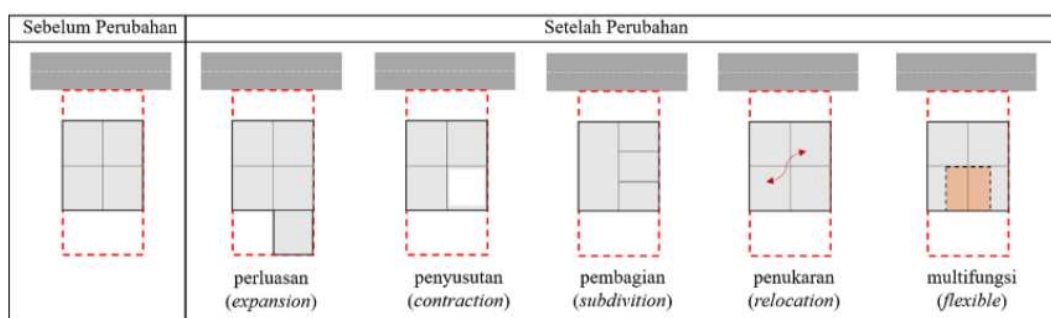 Sebelum Perubahan
Setelah Perubahan
perluasan
(expansion)
penyusutan
(contraction)
pembagian
(subdivition)
penukaran
(relocation)
multifungsi
(flexible)